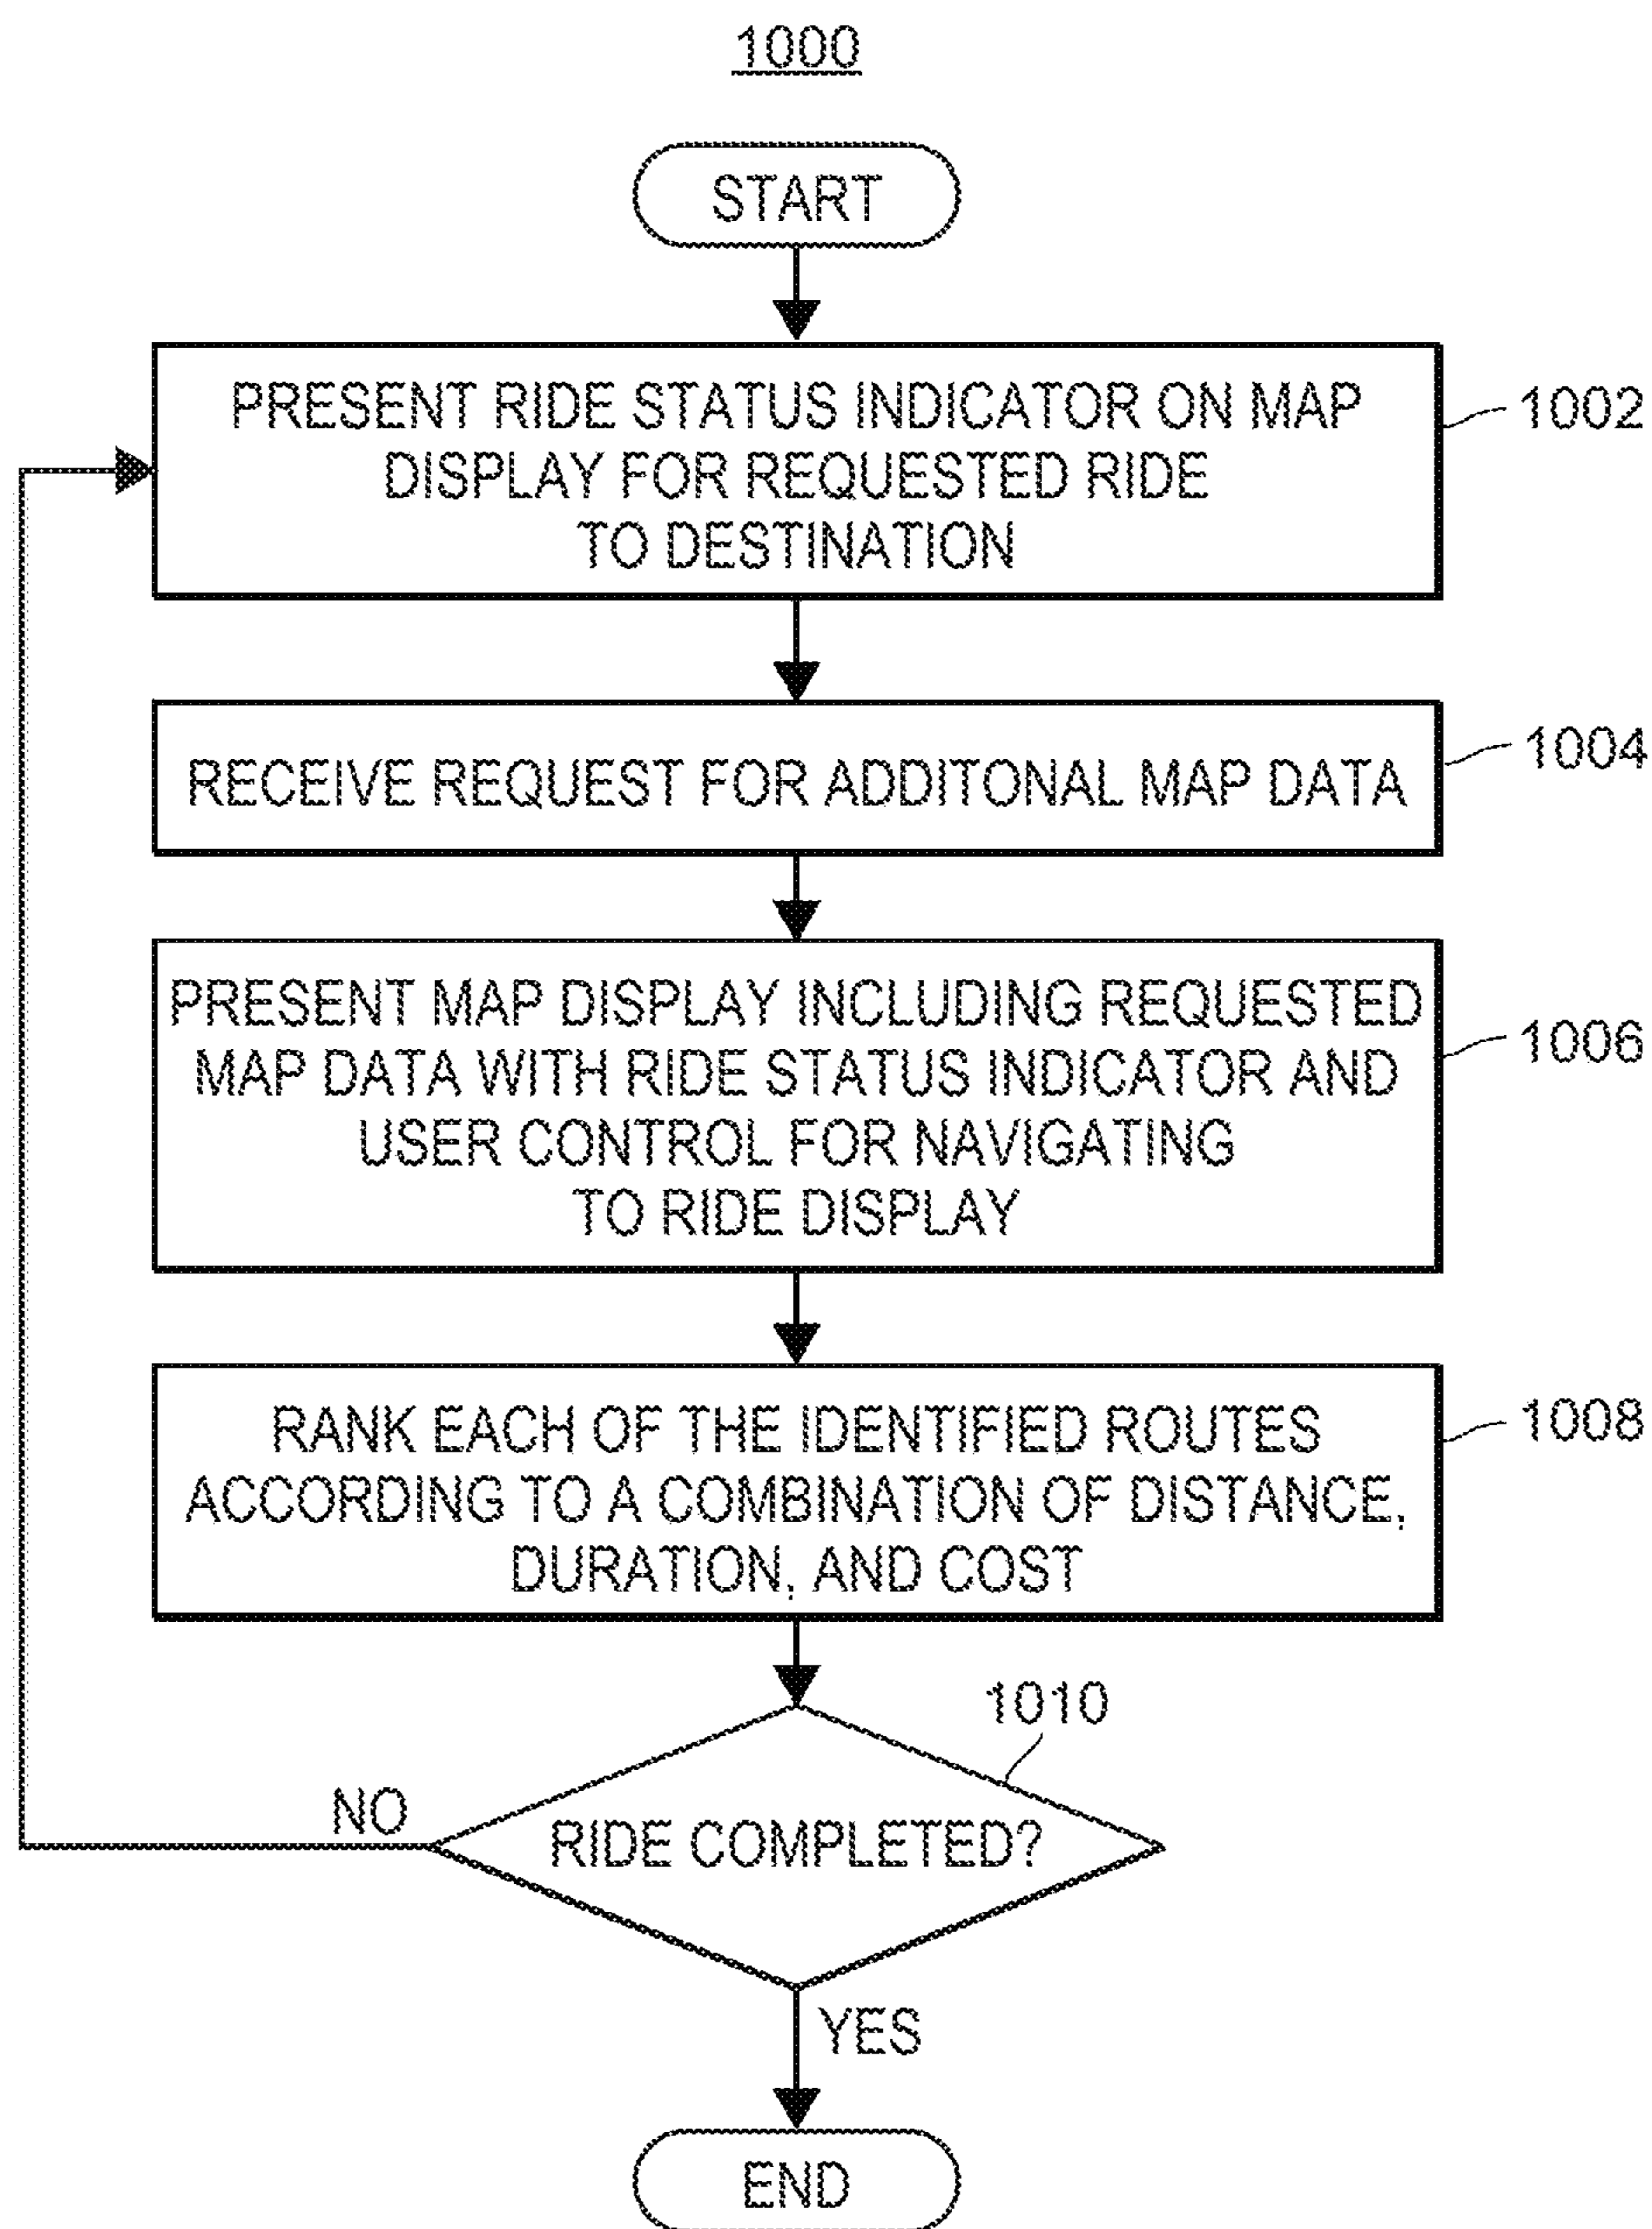 1000
START
PRESENT RIDE STATUS INDICATOR ON MAP
DISPLAY FOR REQUESTED RIDE
TO DESTINATION
1002
RECEIVE REQUEST FOR ADDITONAL MAP DATA
1004
PRESENT MAP DISPLAY INCLUDING REQUESTED
MAP DATA WITH RIDE STATUS INDICATOR AND
USER CONTROL FOR NAVIGATING
TO RIDE DISPLAY
1006
RANK EACH OF THE IDENTIFIED ROUTES
ACCORDING TO A COMBINATION OF DISTANCE,
DURATION, AND COST
1008
1010
RIDE COMPLETED?
NO
YES
END